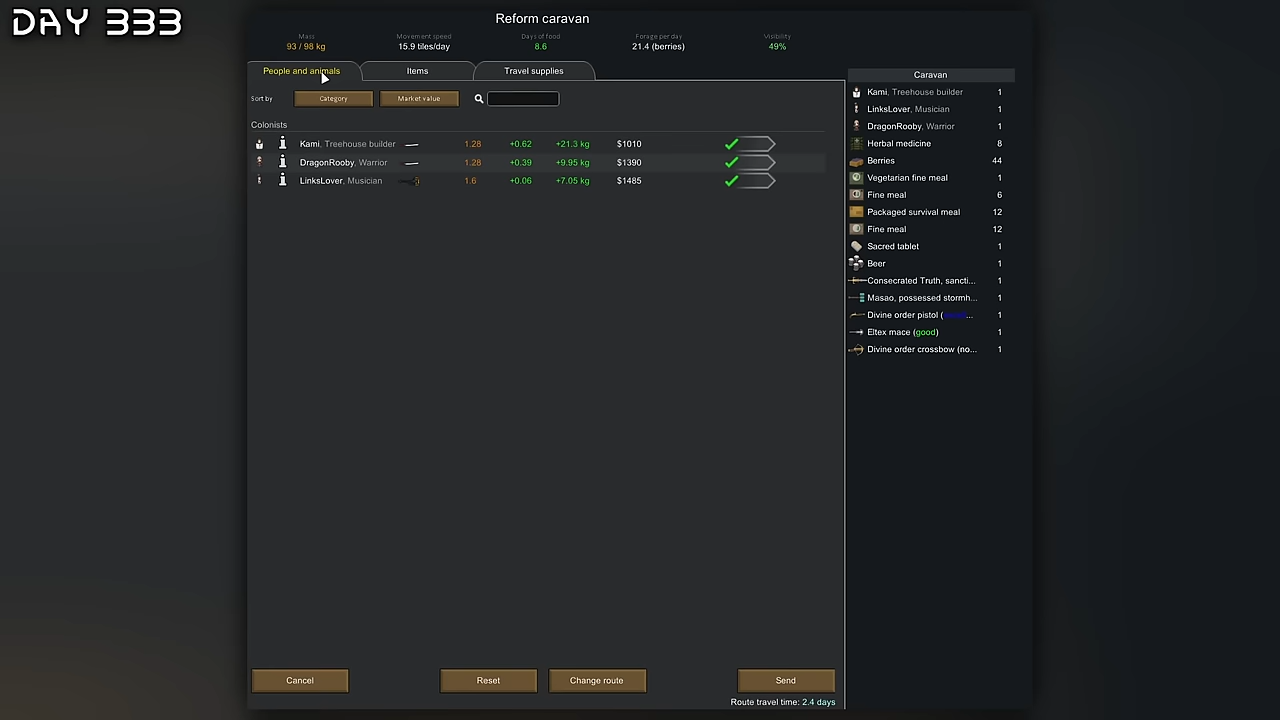 DAY 333
Reform caravan
Mass
93 / 98 kg
Movement speed
15.9 tiles/day
Days of food
8.6
Forage per day
21.4 (berries)
Visibility
49%
People and animals
Items
Travel supplies
Sort by
Category
Market value
Colonists
Kami, Treehouse builder 1.28 +0.62 +21.3 kg $1010
DragonRooby, Warrior 1.28 +0.39 +9.95 kg $1390
LinksLover, Musician 1.6 +0.06 +7.05 kg $1485
Caravan
Kami, Treehouse builder 1
LinksLover, Musician 1
DragonRooby, Warrior 1
Herbal medicine 8
Berries 44
Vegetarian fine meal 1
Fine meal 6
Packaged survival meal 12
Fine meal 12
Sacred tablet 1
Beer 1
Consecrated Truth, sancti... 1
Masao, possessed stormh... 1
Divine order pistol ( ... 1
Eltex mace (good) 1
Divine order crossbow (no... 1
Cancel
Reset
Change route
Send
Route travel time: 2.4 days